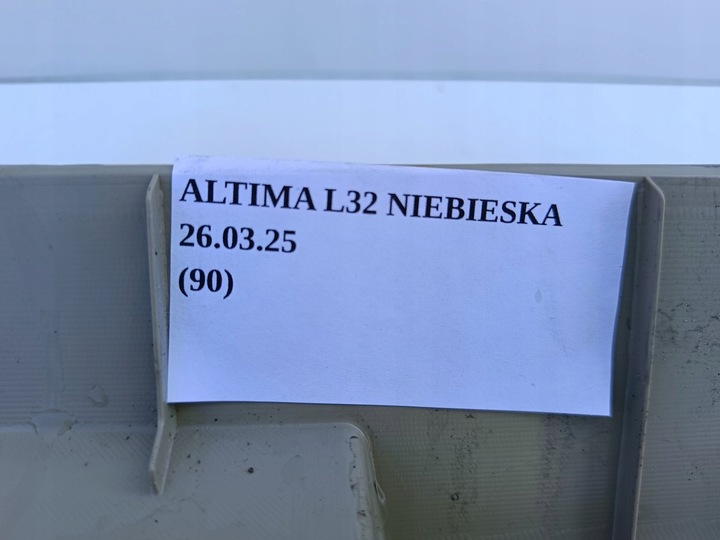 ALTIMA L32 NIEBIESKA
26.03.25
(90)